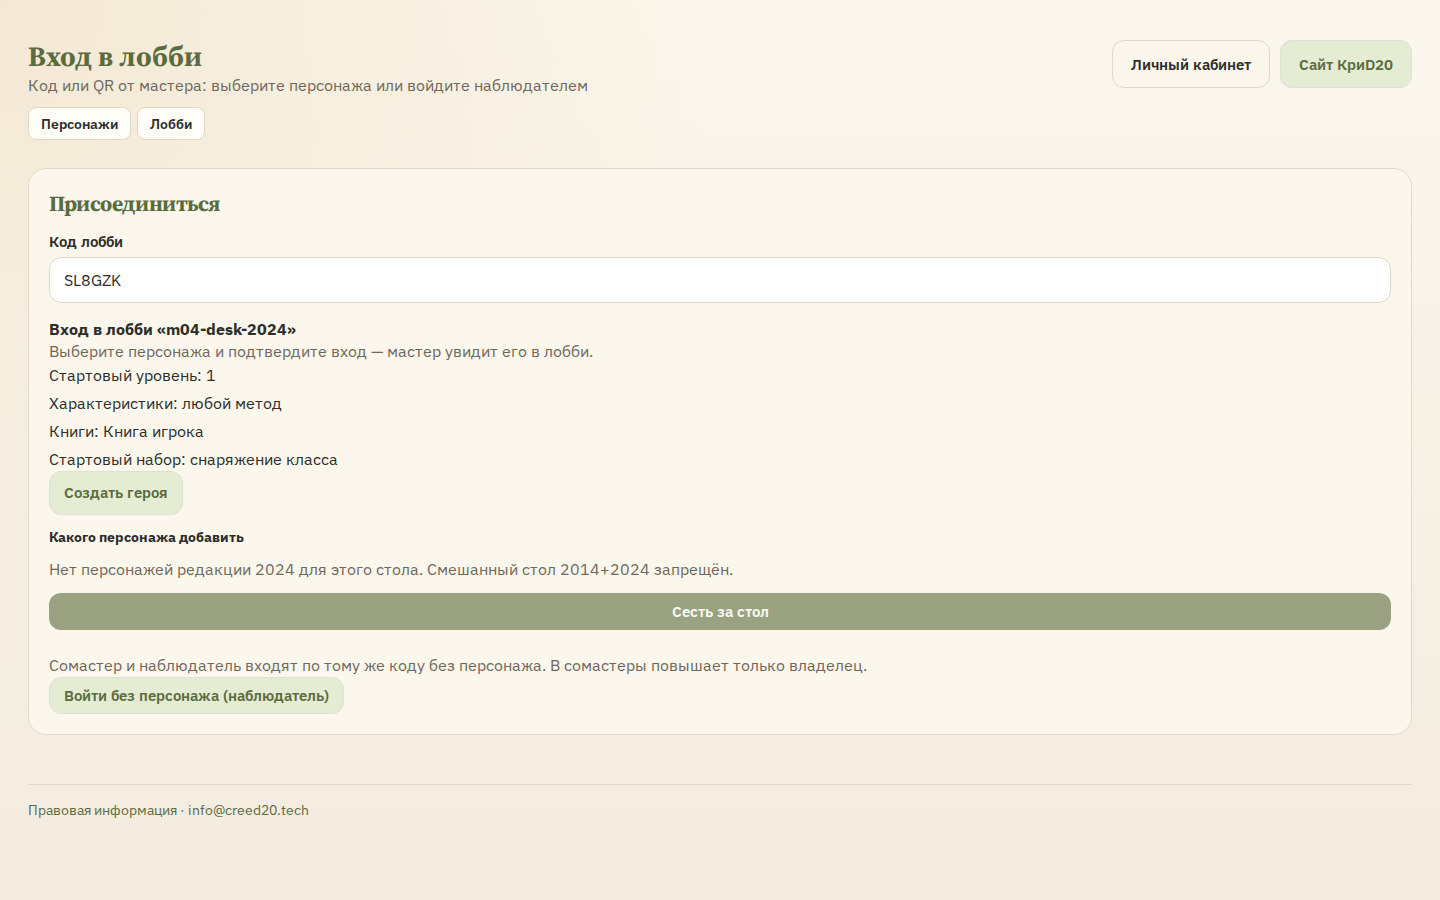 Вход в лобби
Код или QR от мастера: выберите персонажа или войдите наблюдателем
Личный кабинет
Сайт КриD20
Персонажи
Лобби
Присоединиться
Код лобби
SL8GZK
Вход в лобби «m04-desk-2024»
Выберите персонажа и подтвердите вход — мастер увидит его в лобби.
Стартовый уровень: 1
Характеристики: любой метод
Книги: Книга игрока
Стартовый набор: снаряжение класса
Создать героя
Какого персонажа добавить
Нет персонажей редакции 2024 для этого стола. Смешанный стол 2014+2024 запрещён.
Сесть за стол
Сомастер и наблюдатель входят по тому же коду без персонажа. В сомастеры повышает только владелец.
Войти без персонажа (наблюдатель)
Правовая информация · info@creed20.tech